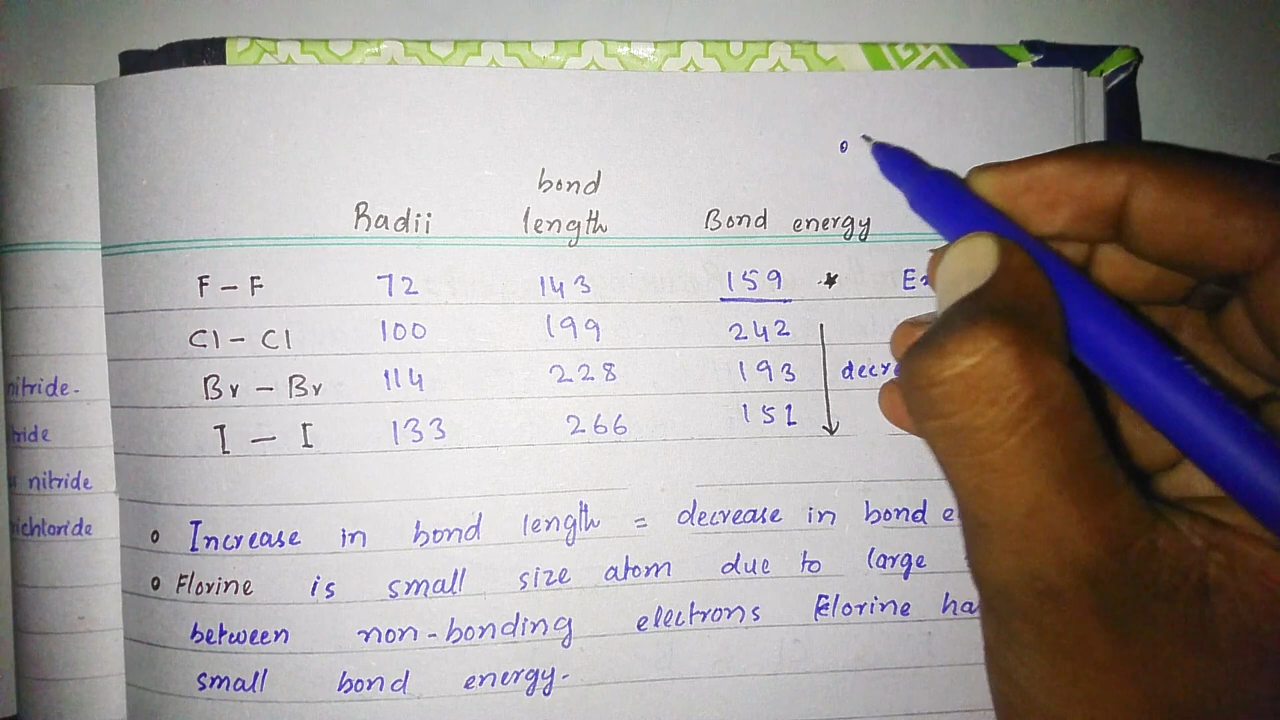 bond
Radii length Bond energy
F - F 72 143 159 *
Cl - Cl 100 199 242
Br - Br 114 228 193
I - I 133 266 151
nitride.
nitride
nitride
o Increase in bond length = decrease in bond
o Florine is small size atom due to large
between non-bonding electrons Florine
small bond energy.